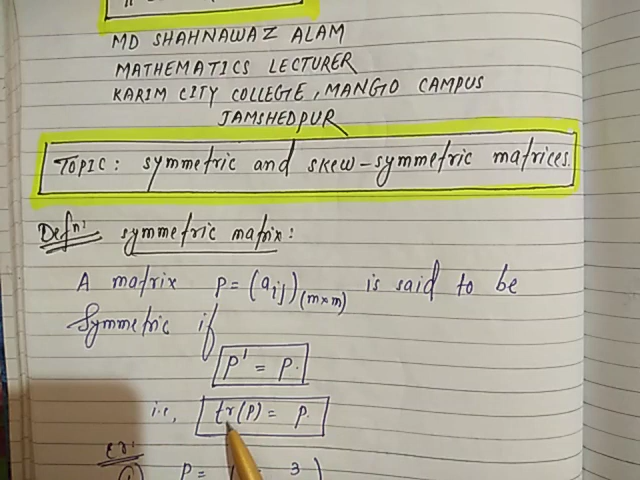 MD SHAHNAWAZ ALAM
MATHEMATICS LECTURER
KARIM CITY COLLEGE, MANGO CAMPUS
JAMSHEDPUR
TOPIC: symmetric and skew-symmetric matrices.
Defn: symmetric matrix:
A matrix P = (aij)(m×m) is said to be
Symmetric if
P' = P.
i.e, tr(P) = P.
P = 3